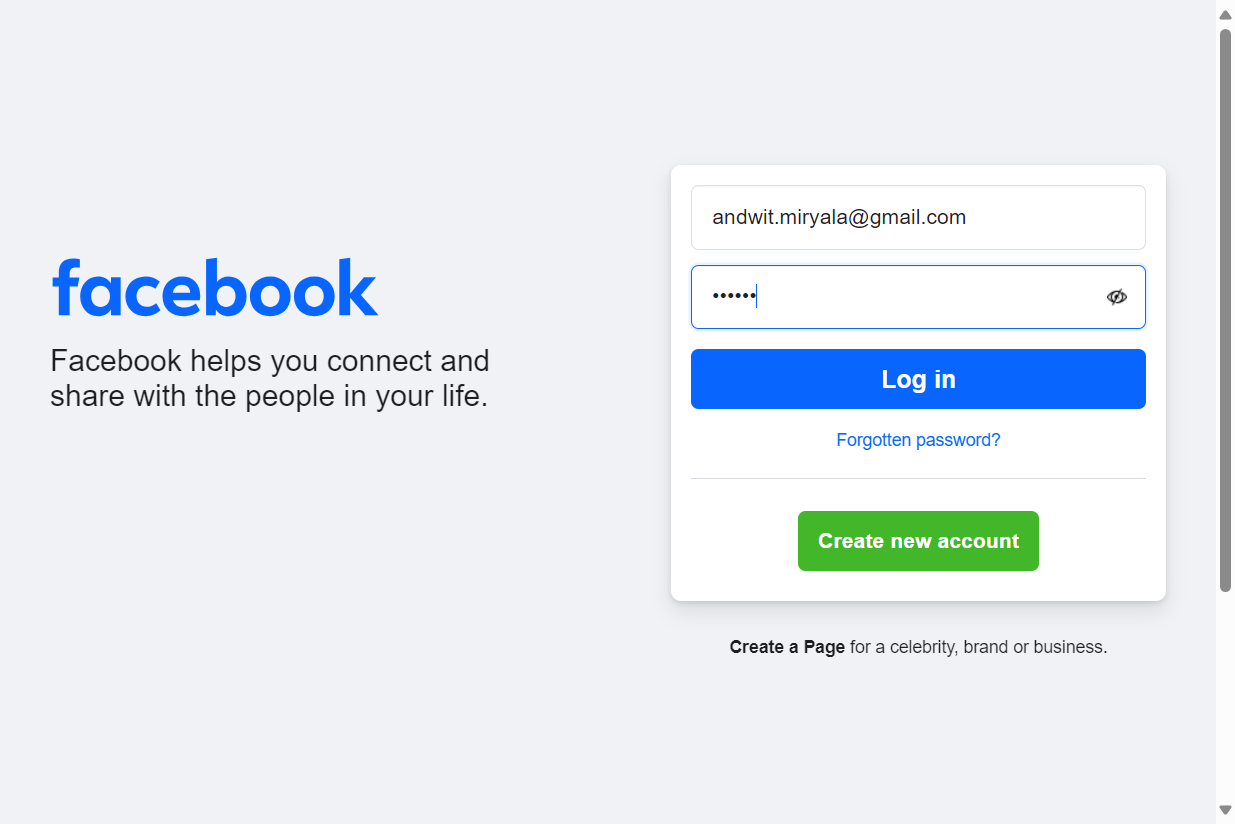 facebook
Facebook helps you connect and
share with the people in your life.
andwit.miryala@gmail.com
••••••
Log in
Forgotten password?
Create new account
Create a Page for a celebrity, brand or business.